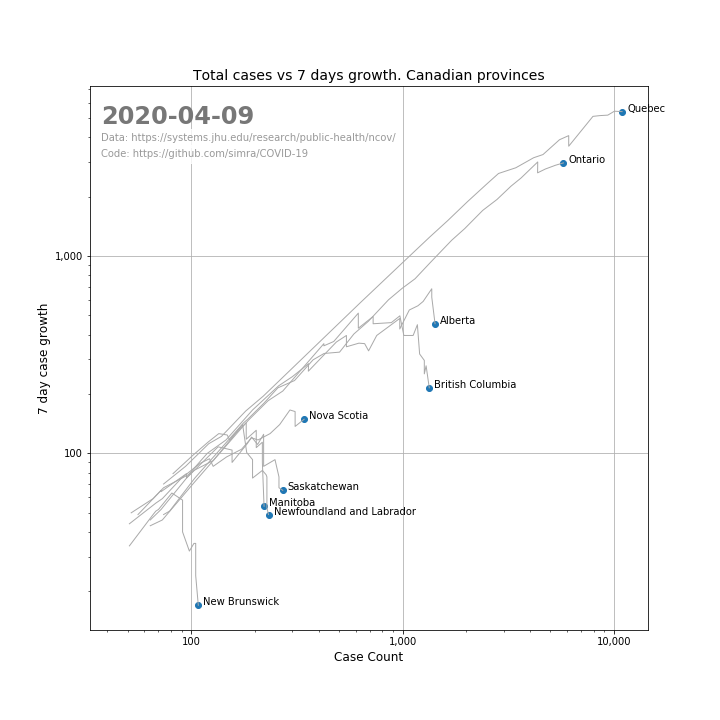 Total cases vs 7 days growth. Canadian provinces
2020-04-09
Data: https://systems.jhu.edu/research/public-health/ncov/
Code: https://github.com/simra/COVID-19
Quebec
Ontario
1,000
Alberta
British Columbia
7 day case growth
Nova Scotia
100
Saskatchewan
Manitoba
Newfoundland and Labrador
New Brunswick
100
1,000
10,000
Case Count